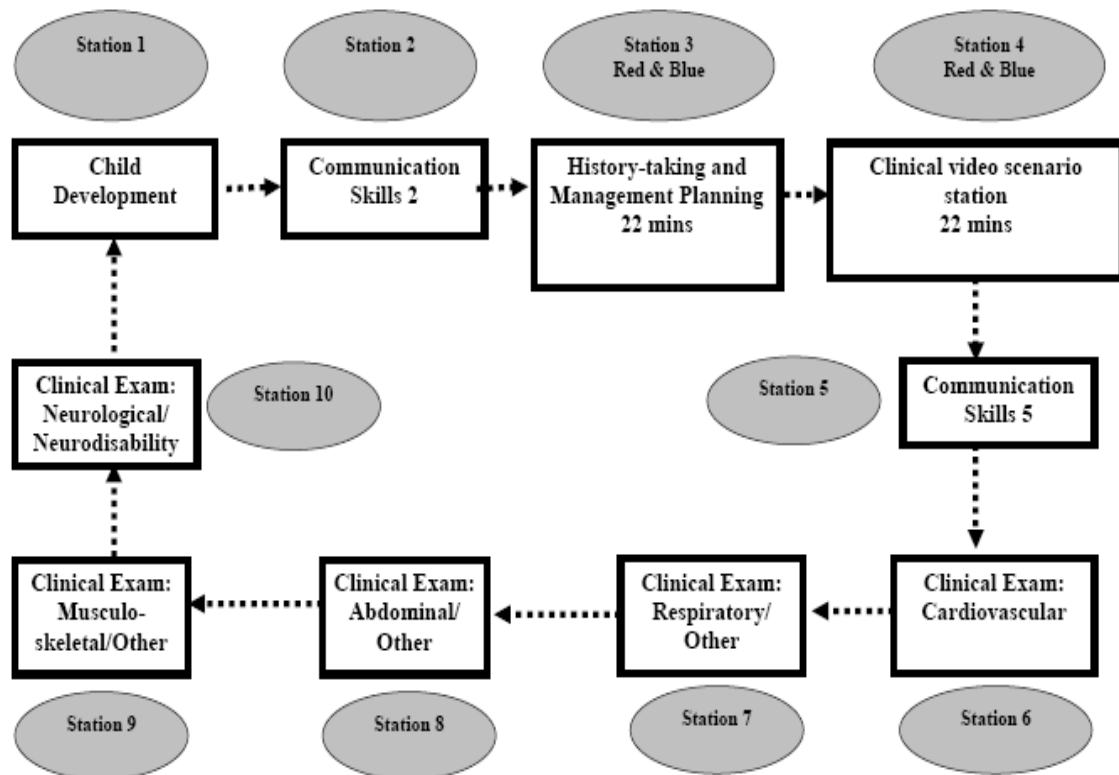 Station 1
Station 2
Station 3
Red & Blue
Station 4
Red & Blue
Child
Development
Communication
Skills 2
History-taking and
Management Planning
22 mins
Clinical video scenario
station
22 mins
Clinical Exam:
Neurological/
Neurodisability
Station 10
Station 5
Communication
Skills 5
Clinical Exam:
Musculo-
skeletal/Other
Clinical Exam:
Abdominal/
Other
Clinical Exam:
Respiratory/
Other
Clinical Exam:
Cardiovascular
Station 9
Station 8
Station 7
Station 6